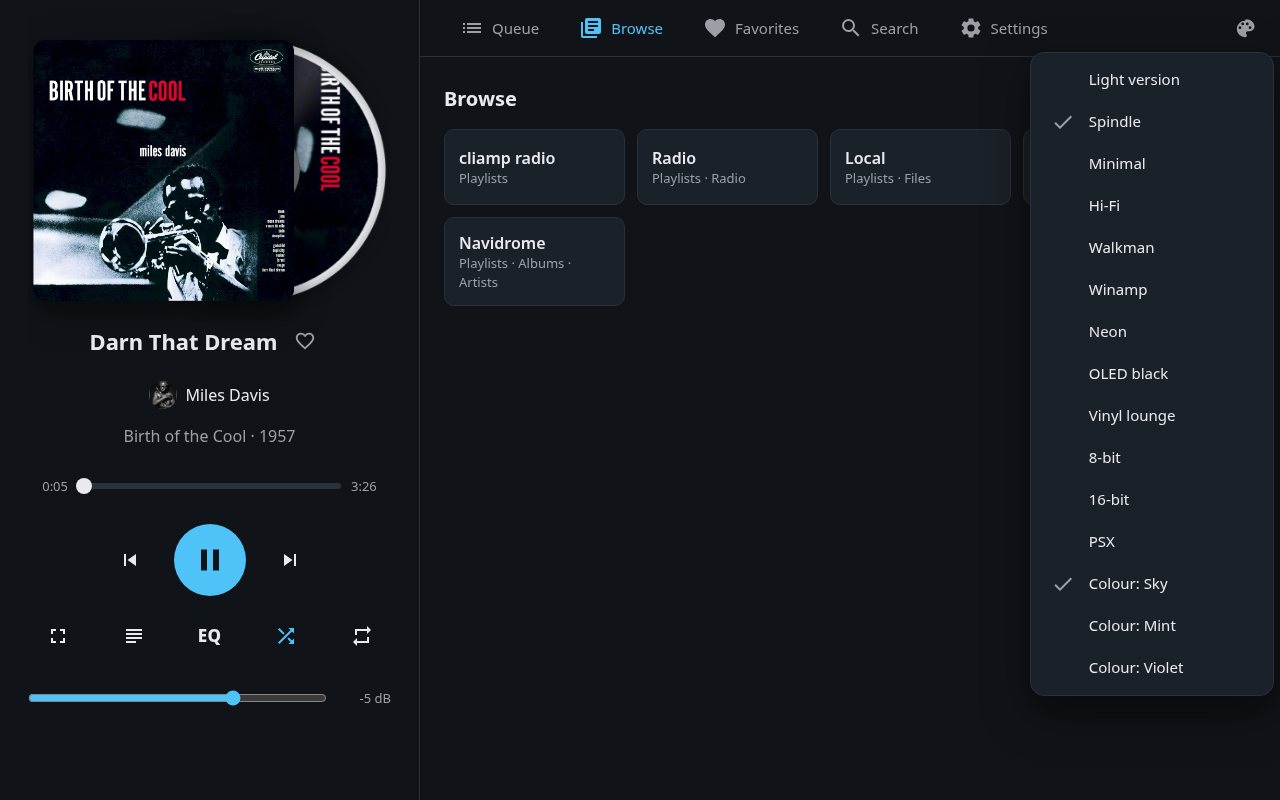 Queue
Browse
Favorites
Search
Settings
Capitol
BIRTH OF THE COOL
miles davis
BIRTH OF THE COOL
Darn That Dream
Miles Davis
Birth of the Cool · 1957
0:05
3:26
EQ
-5 dB
Browse
cliamp radio
Playlists
Radio
Playlists · Radio
Local
Playlists · Files
Navidrome
Playlists · Albums ·
Artists
Light version
Spindle
Minimal
Hi-Fi
Walkman
Winamp
Neon
OLED black
Vinyl lounge
8-bit
16-bit
PSX
Colour: Sky
Colour: Mint
Colour: Violet